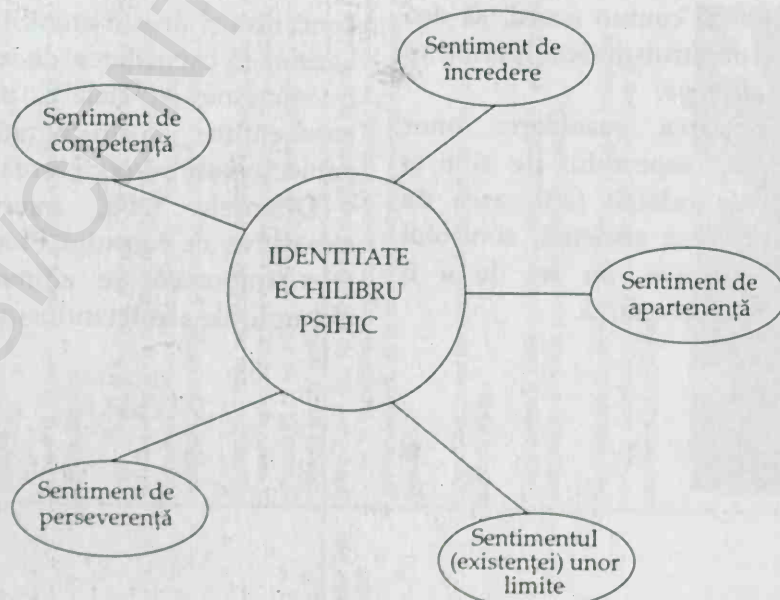 Sentiment de
încredere
Sentiment de
competență
IDENTITATE
ECHILIBRU
PSIHIC
Sentiment de
apartenență
Sentiment de
perseverență
Sentimentul
(existenței) unor
limite